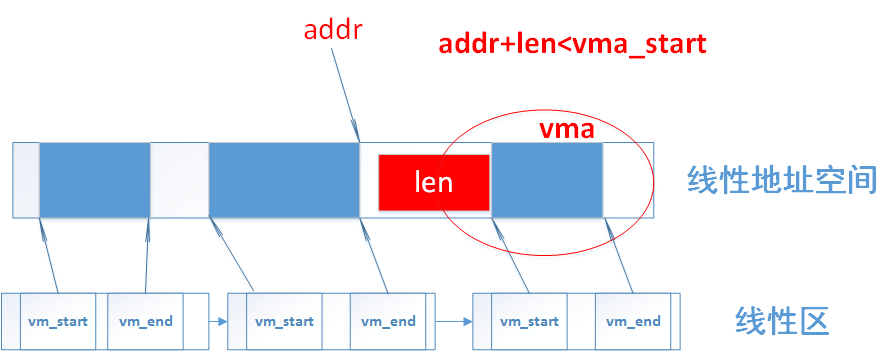 addr
addr+len<vma_start
vma
len
线性地址空间
vm_start
vm_end
vm_start
vm_end
vm_start
vm_end
线性区